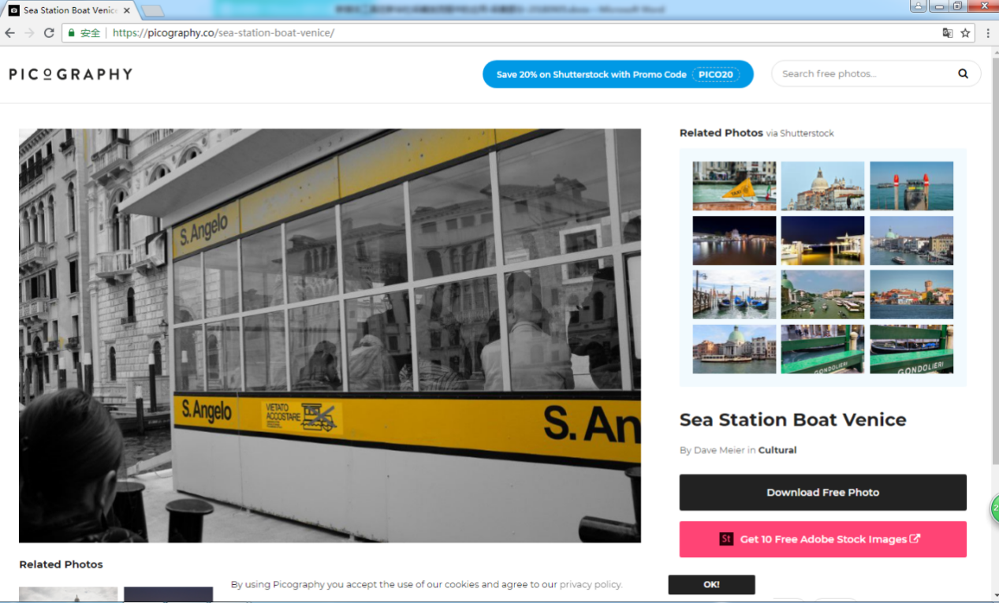 Sea Station Boat Venic
Microsoft Word
安全 | https://picography.co/sea-station-boat-venice/
PICOGRAPHY
Save 20% on Shutterstock with Promo Code PICO20
Search free photos...
Related Photos via Shutterstock
S. Angelo
TAXI
S. Angelo
VIETATO
ACCOSTARE
S. An
GONDOLIERI
GONDOLIERI
Sea Station Boat Venice
By Dave Meier in Cultural
Download Free Photo
St Get 10 Free Adobe Stock Images
Related Photos
By using Picography you accept the use of our cookies and agree to our privacy policy.
OK!
2